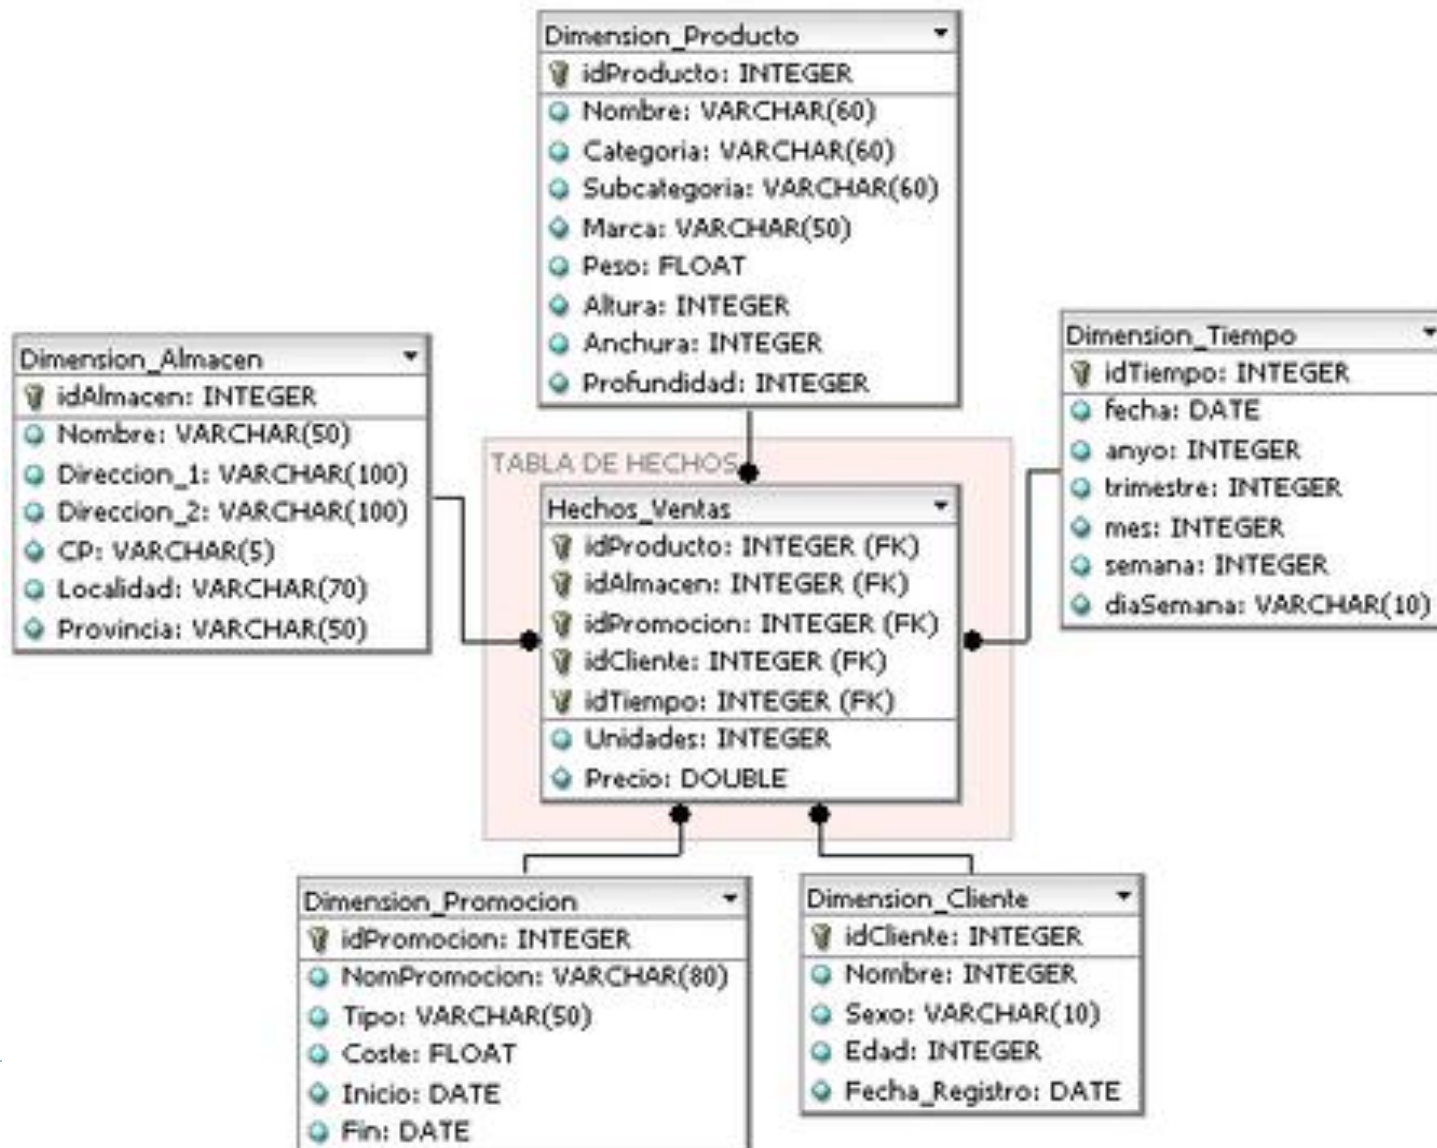 Dimension_Producto
idProducto: INTEGER
Nombre: VARCHAR(60)
Categoria: VARCHAR(60)
Subcategoria: VARCHAR(60)
Marca: VARCHAR(50)
Peso: FLOAT
Altura: INTEGER
Anchura: INTEGER
Profundidad: INTEGER
Dimension_Almacen
idAlmacen: INTEGER
Nombre: VARCHAR(50)
Direccion_1: VARCHAR(100)
Direccion_2: VARCHAR(100)
CP: VARCHAR(5)
Localidad: VARCHAR(70)
Provincia: VARCHAR(50)
Dimension_Tiempo
idTiempo: INTEGER
fecha: DATE
anyo: INTEGER
trimestre: INTEGER
mes: INTEGER
semana: INTEGER
diaSemana: VARCHAR(10)
TABLA DE HECHOS
Hechos_Ventas
idProducto: INTEGER (FK)
idAlmacen: INTEGER (FK)
idPromocion: INTEGER (FK)
idCliente: INTEGER (FK)
idTiempo: INTEGER (FK)
Unidades: INTEGER
Precio: DOUBLE
Dimension_Promocion
idPromocion: INTEGER
NomPromocion: VARCHAR(80)
Tipo: VARCHAR(50)
Coste: FLOAT
Inicio: DATE
Fin: DATE
Dimension_Cliente
idCliente: INTEGER
Nombre: INTEGER
Sexo: VARCHAR(10)
Edad: INTEGER
Fecha_Registro: DATE